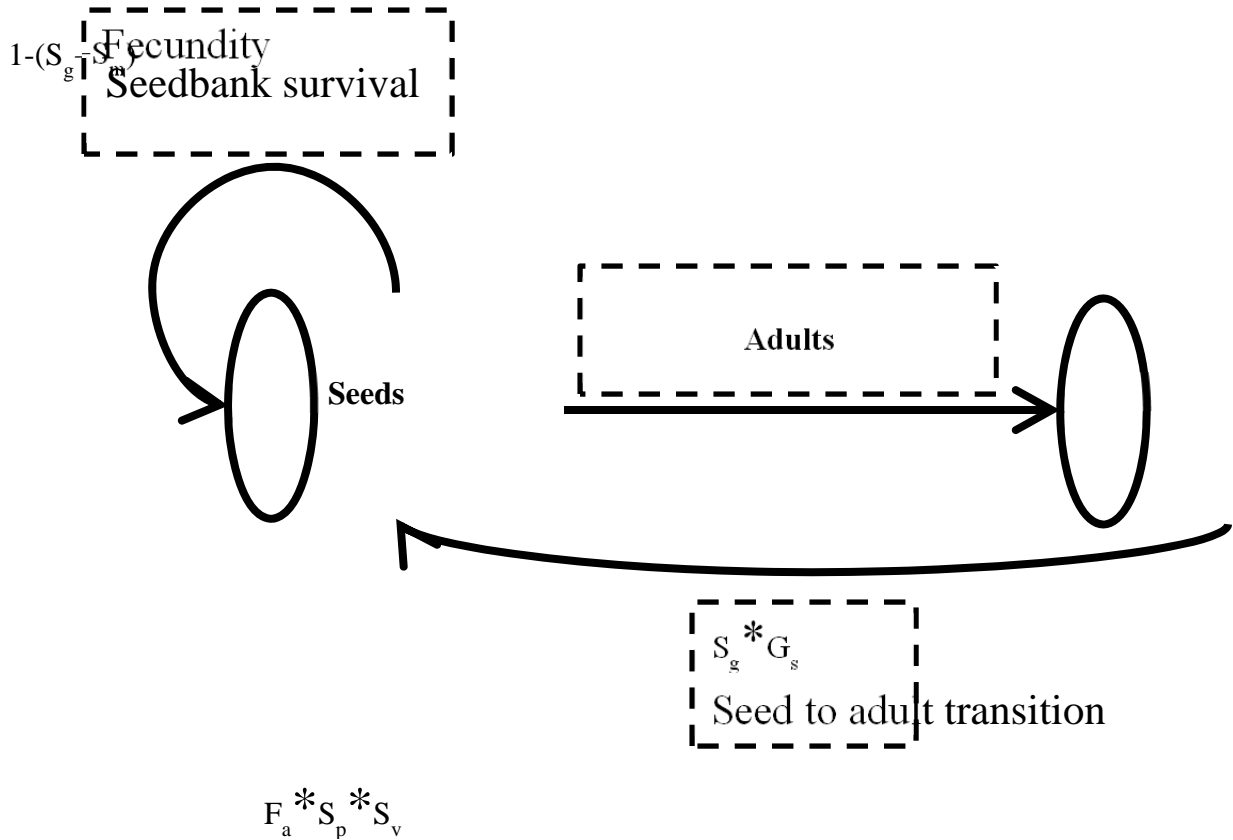 Fecundity
1-(S_g-S_m)
Seedbank survival
Adults
Seeds
S_g*G_s
Seed to adult transition
F_a*S_p*S_v